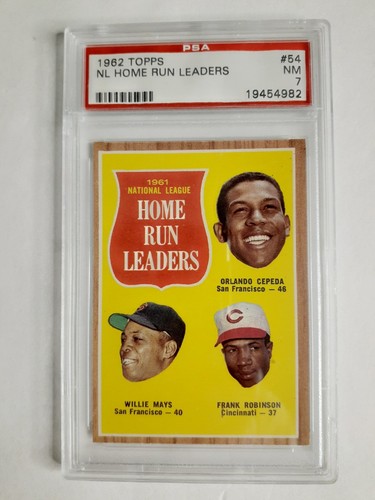 PSA
1962 TOPPS #54
NL HOME RUN LEADERS NM
7
19454982
1961
NATIONAL LEAGUE
HOME
RUN
LEADERS
ORLANDO CEPEDA
San Francisco — 46
C
WILLIE MAYS
San Francisco — 40
FRANK ROBINSON
Cincinnati — 37